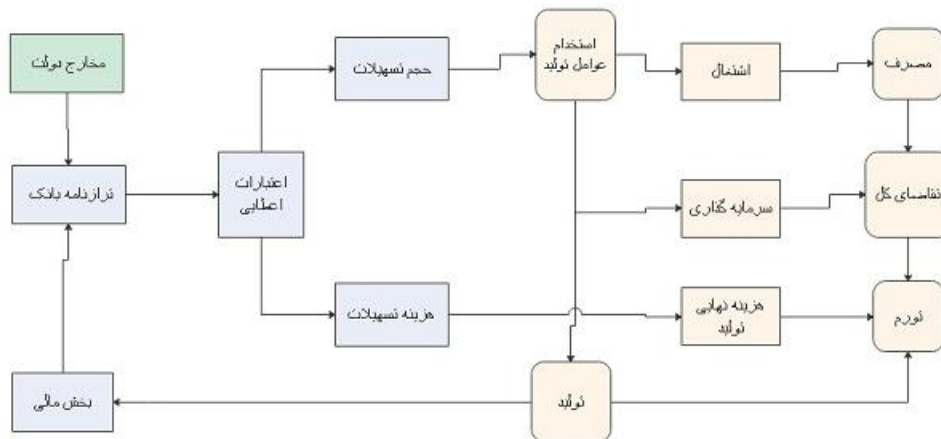 مخارج دولت
ترازنامه بانک
بخش مالی
اعتبارات
اعطایی
حجم تسهیلات
هزینه تسهیلات
استخدام
عوامل تولید
تولید
اشتغال
سرمایه گذاری
هزینه نهایی
تولید
مصرف
تقاضای کل
تورم